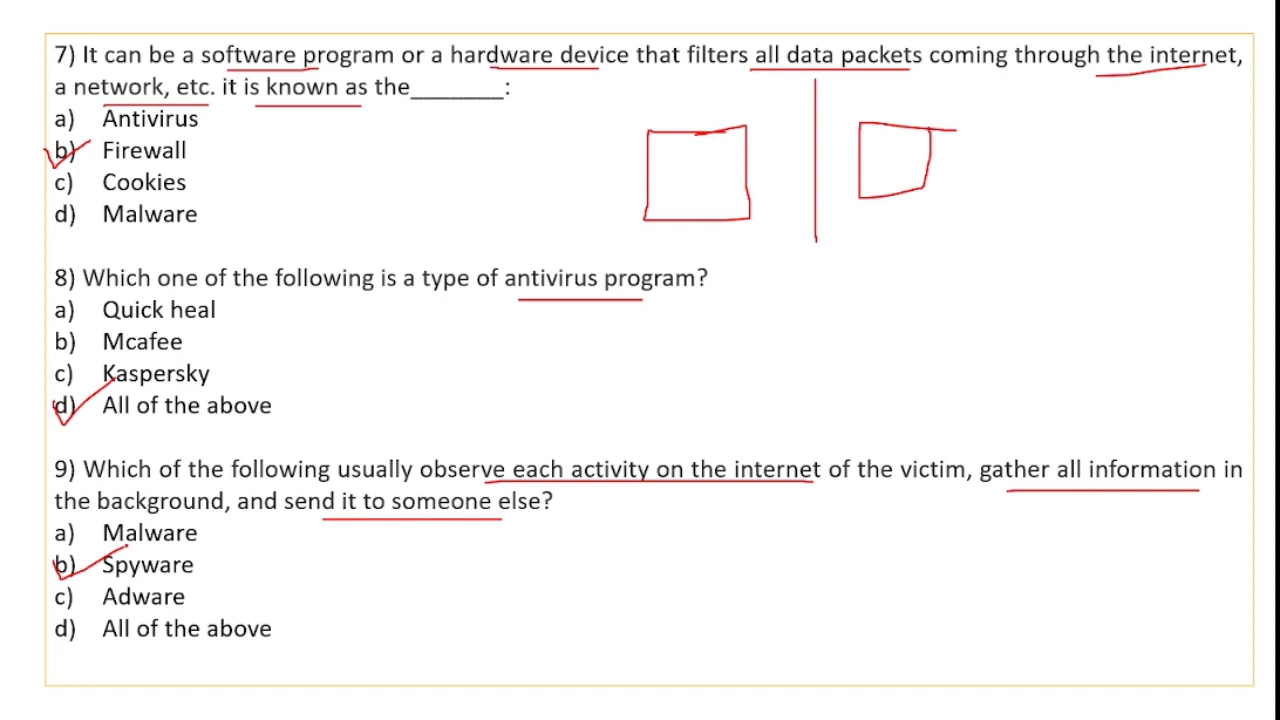 7) It can be a software program or a hardware device that filters all data packets coming through the internet,
a network, etc. it is known as the_______:
a) Antivirus
b) Firewall
c) Cookies
d) Malware
8) Which one of the following is a type of antivirus program?
a) Quick heal
b) Mcafee
c) Kaspersky
d) All of the above
9) Which of the following usually observe each activity on the internet of the victim, gather all information in
the background, and send it to someone else?
a) Malware
b) Spyware
c) Adware
d) All of the above